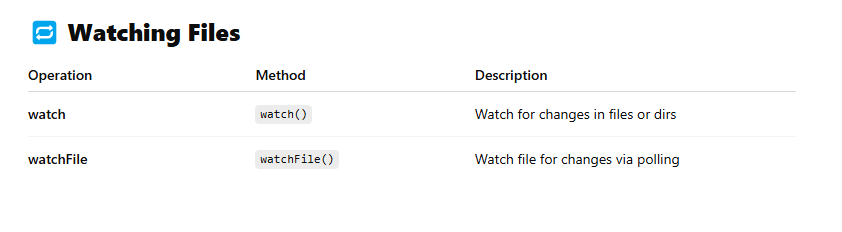 🔁 Watching Files
Operation Method Description
watch watch() Watch for changes in files or dirs
watchFile watchFile() Watch file for changes via polling